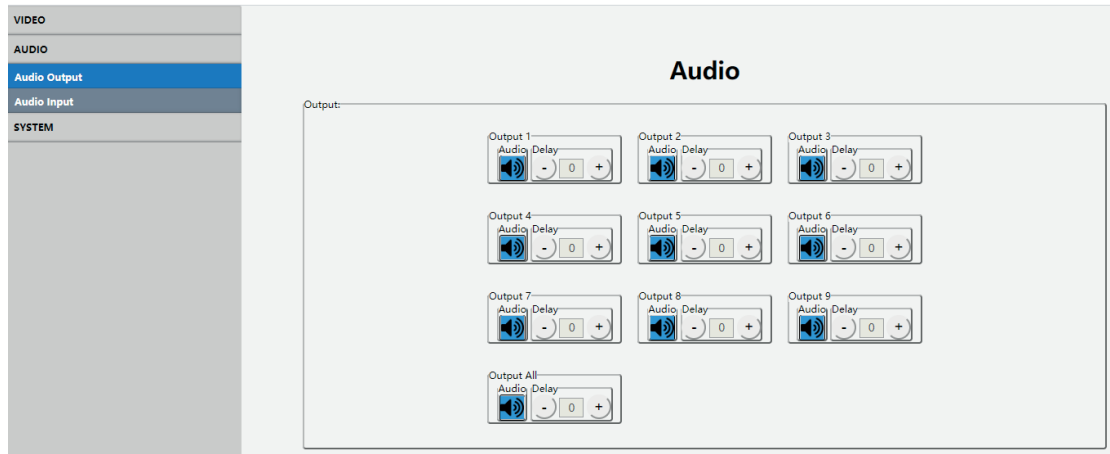 VIDEO
AUDIO
Audio Output
Audio Input
SYSTEM
Audio
Output:
Output 1 Output 2 Output 3
Audio Delay Audio Delay Audio Delay
- 0 + - 0 + - 0 +
Output 4 Output 5 Output 6
Audio Delay Audio Delay Audio Delay
- 0 + - 0 + - 0 +
Output 7 Output 8 Output 9
Audio Delay Audio Delay Audio Delay
- 0 + - 0 + - 0 +
Output All
Audio Delay
- 0 +